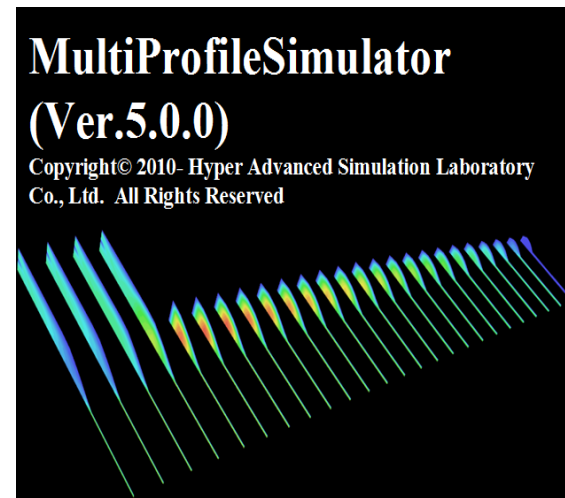 MultiProfileSimulator
(Ver.5.0.0)
Copyright© 2010- Hyper Advanced Simulation Laboratory
Co., Ltd.  All Rights Reserved